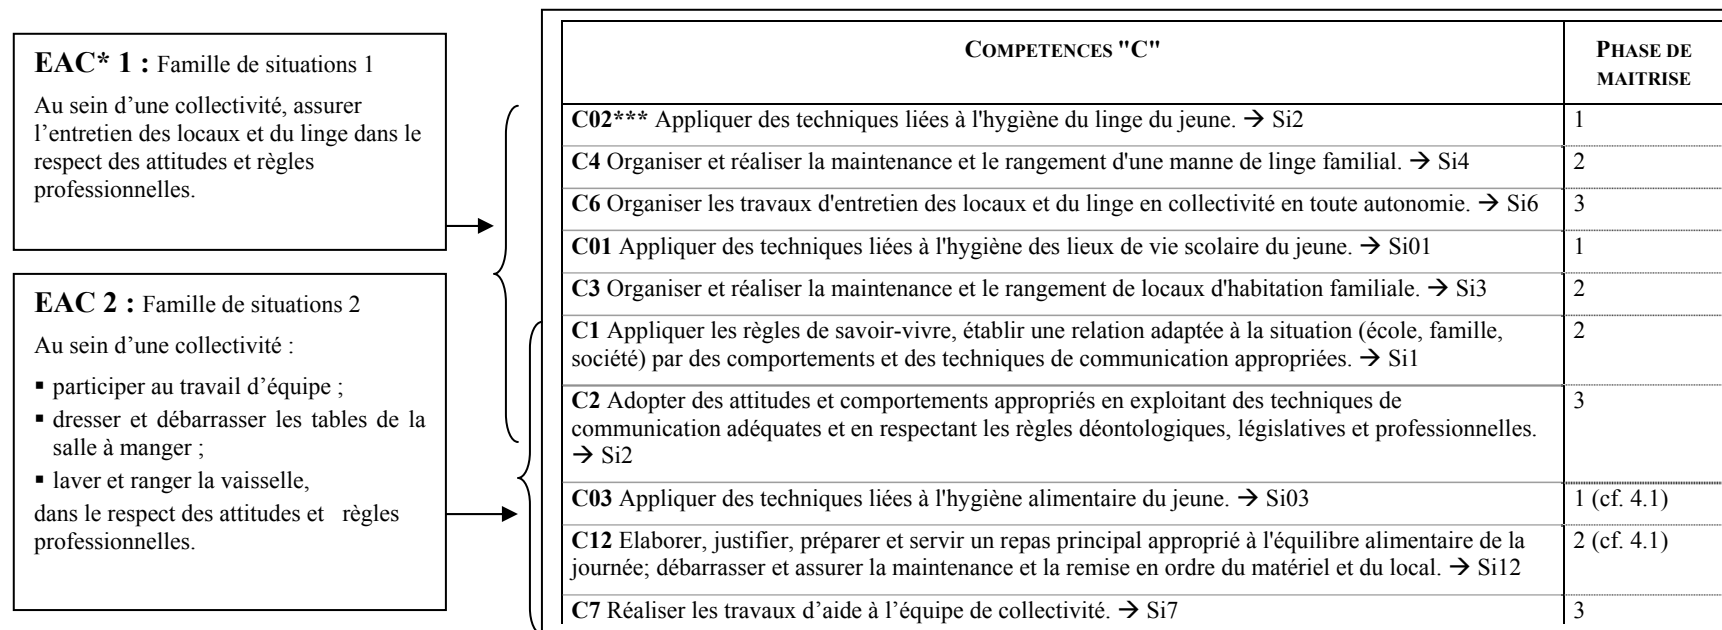 EAC* 1 : Famille de situations 1
Au sein d’une collectivité, assurer
l’entretien des locaux et du linge dans le
respect des attitudes et règles
professionnelles.
EAC 2 : Famille de situations 2
Au sein d’une collectivité :
▪ participer au travail d’équipe ;
▪ dresser et débarrasser les tables de la
salle à manger ;
▪ laver et ranger la vaisselle,
dans le respect des attitudes et règles
professionnelles.
COMPETENCES "C"
PHASE DE
MAITRISE
C02*** Appliquer des techniques liées à l'hygiène du linge du jeune. → Si2
1
C4 Organiser et réaliser la maintenance et le rangement d'une manne de linge familial. → Si4
2
C6 Organiser les travaux d'entretien des locaux et du linge en collectivité en toute autonomie. → Si6
3
C01 Appliquer des techniques liées à l'hygiène des lieux de vie scolaire du jeune. → Si01
1
C3 Organiser et réaliser la maintenance et le rangement de locaux d'habitation familiale. → Si3
2
C1 Appliquer les règles de savoir-vivre, établir une relation adaptée à la situation (école, famille,
société) par des comportements et des techniques de communication appropriées. → Si1
2
C2 Adopter des attitudes et comportements appropriés en exploitant des techniques de
communication adéquates et en respectant les règles déontologiques, législatives et professionnelles.
→ Si2
3
C03 Appliquer des techniques liées à l'hygiène alimentaire du jeune. → Si03
1 (cf. 4.1)
C12 Elaborer, justifier, préparer et servir un repas principal approprié à l'équilibre alimentaire de la
journée; débarrasser et assurer la maintenance et la remise en ordre du matériel et du local. → Si12
2 (cf. 4.1)
C7 Réaliser les travaux d’aide à l’équipe de collectivité. → Si7
3